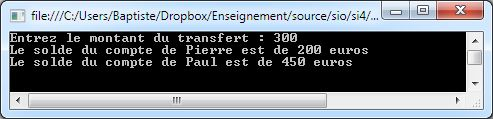 file:///C:/Users/Baptiste/Dropbox/Enseignement/source/sio/si4/...
Entrez le montant du transfert : 300
Le solde du compte de Pierre est de 200 euros
Le solde du compte de Paul est de 450 euros